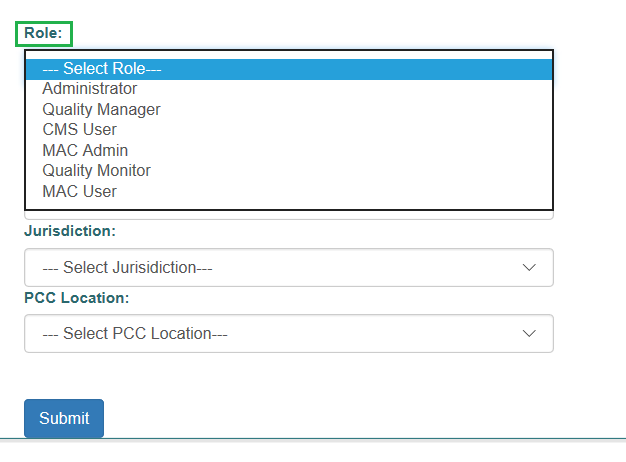 Role:
--- Select Role---
Administrator
Quality Manager
CMS User
MAC Admin
Quality Monitor
MAC User
Jurisdiction:
--- Select Jurisidiction---
PCC Location:
--- Select PCC Location---
Submit